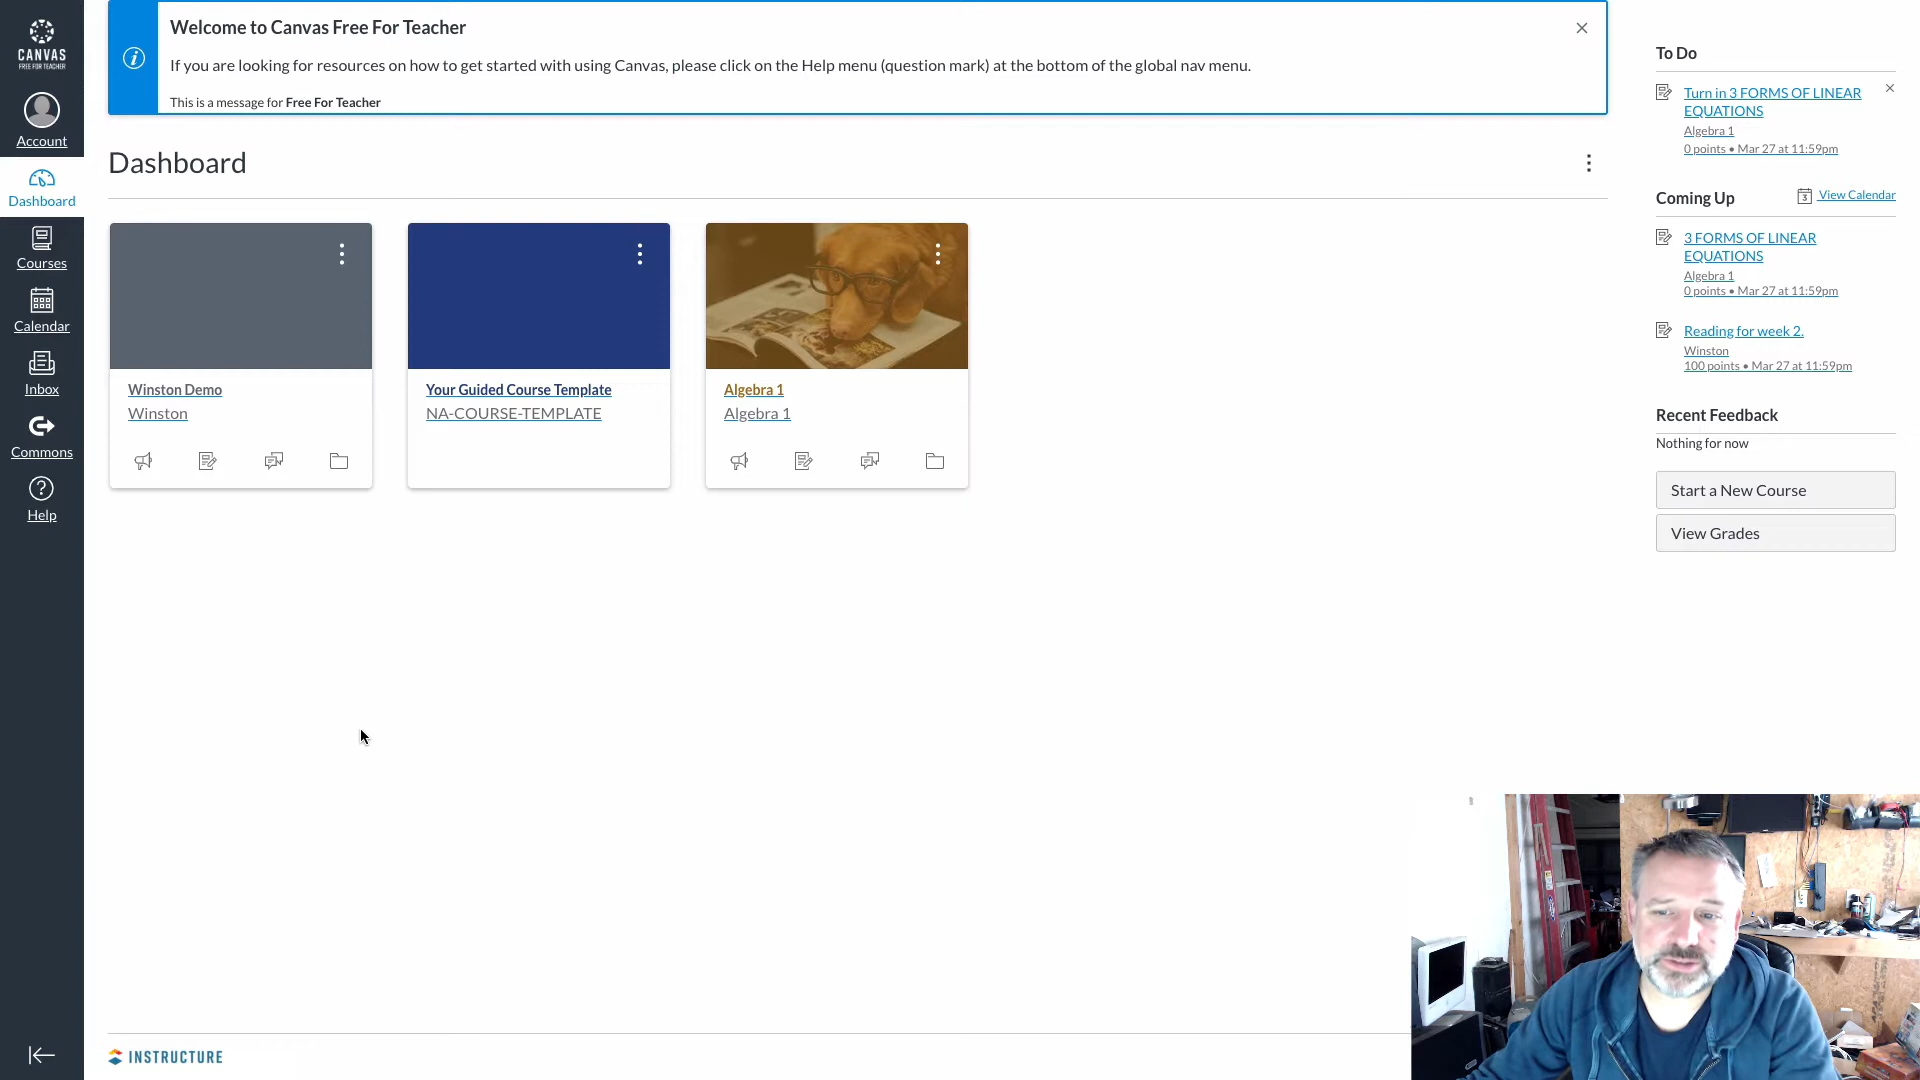 CANVAS
FREE FOR TEACHER
Account
Dashboard
Courses
Calendar
Inbox
Commons
Help
Welcome to Canvas Free For Teacher
If you are looking for resources on how to get started with using Canvas, please click on the Help menu (question mark) at the bottom of the global nav menu.
This is a message for Free For Teacher
Dashboard
Winston Demo
Winston
Your Guided Course Template
NA-COURSE-TEMPLATE
Algebra 1
Algebra 1
To Do
Turn in 3 FORMS OF LINEAR
EQUATIONS
Algebra 1
0 points • Mar 27 at 11:59pm
Coming Up
3
View Calendar
3 FORMS OF LINEAR
EQUATIONS
Algebra 1
0 points • Mar 27 at 11:59pm
Reading for week 2.
Winston
100 points • Mar 27 at 11:59pm
Recent Feedback
Nothing for now
Start a New Course
View Grades
INSTRUCTURE